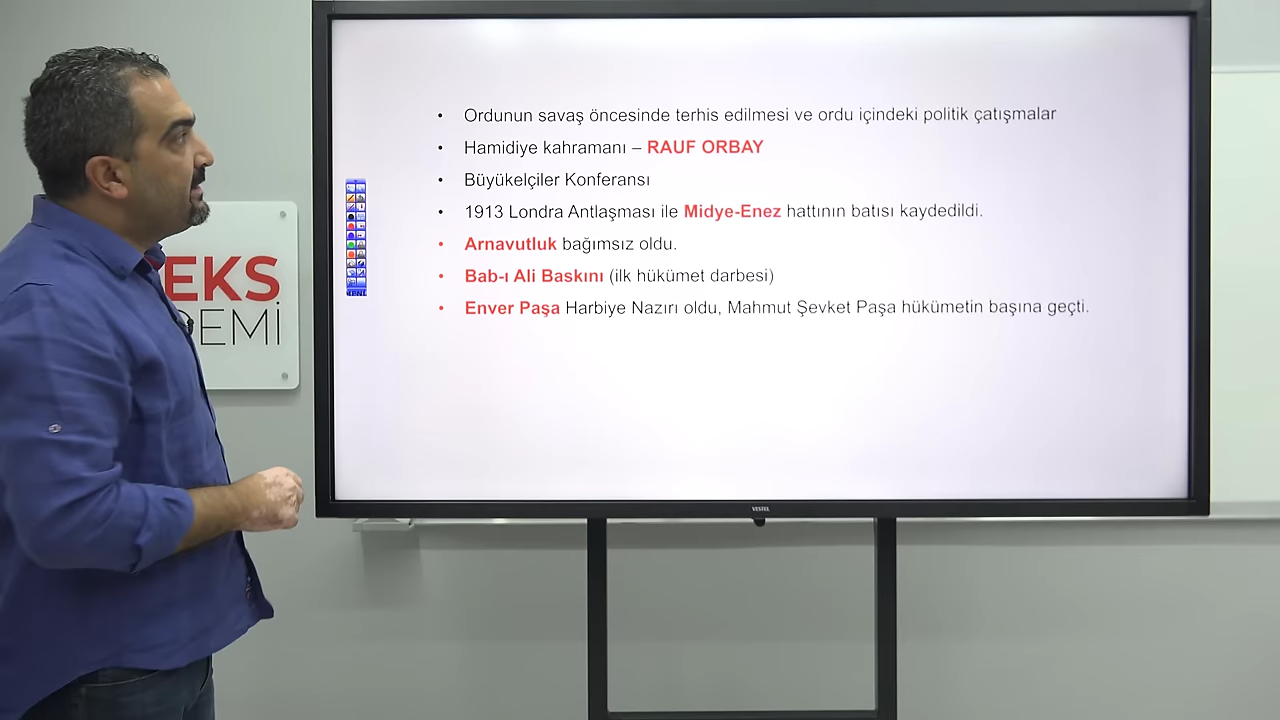 • Ordunun savaş öncesinde terhis edilmesi ve ordu içindeki politik çatışmalar
• Hamidiye kahramanı – RAUF ORBAY
• Büyükelçiler Konferansı
• 1913 Londra Antlaşması ile Midye-Enez hattının batısı kaydedildi.
• Arnavutluk bağımsız oldu.
• Bab-ı Ali Baskını (ilk hükümet darbesi)
• Enver Paşa Harbiye Nazırı oldu, Mahmut Şevket Paşa hükümetin başına geçti.
EKS
DEMİ
VESTEL